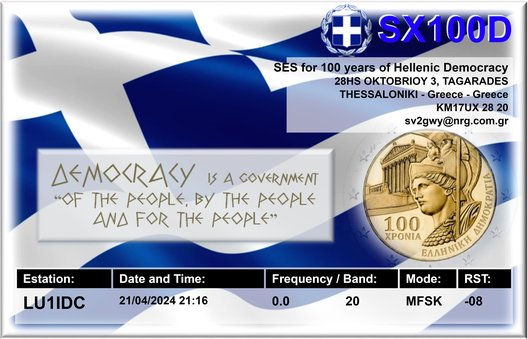 SX100D
SES for 100 years of Hellenic Democracy
28HS OKTOBRIOY 3, TAGARADES
THESSALONIKI - Greece - Greece
KM17UX 28 20
sv2gwy@nrg.com.gr
DEMOCRACY IS A GOVERNMENT
"OF THE PEOPLE, BY THE PEOPLE
AND FOR THE PEOPLE"
100
ΧΡΟΝΙΑ
ΕΛΛΗΝΙΚΗ ΔΗΜΟΚΡΑΤΙΑ
Estation: Date and Time: Frequency / Band: Mode: RST:
LU1IDC 21/04/2024 21:16 0.0 20 MFSK -08